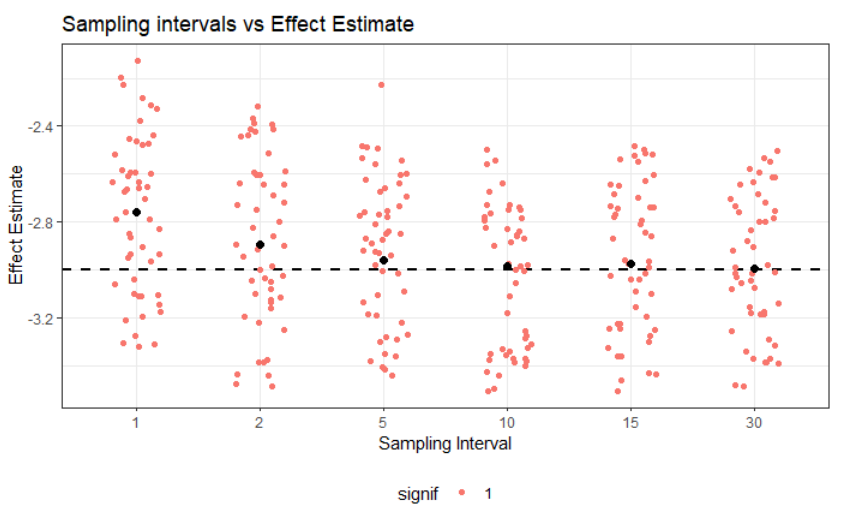 Sampling intervals vs Effect Estimate
Effect Estimate
-2.4
-2.8
-3.2
1 2 5 10 15 30
Sampling Interval
signif 1